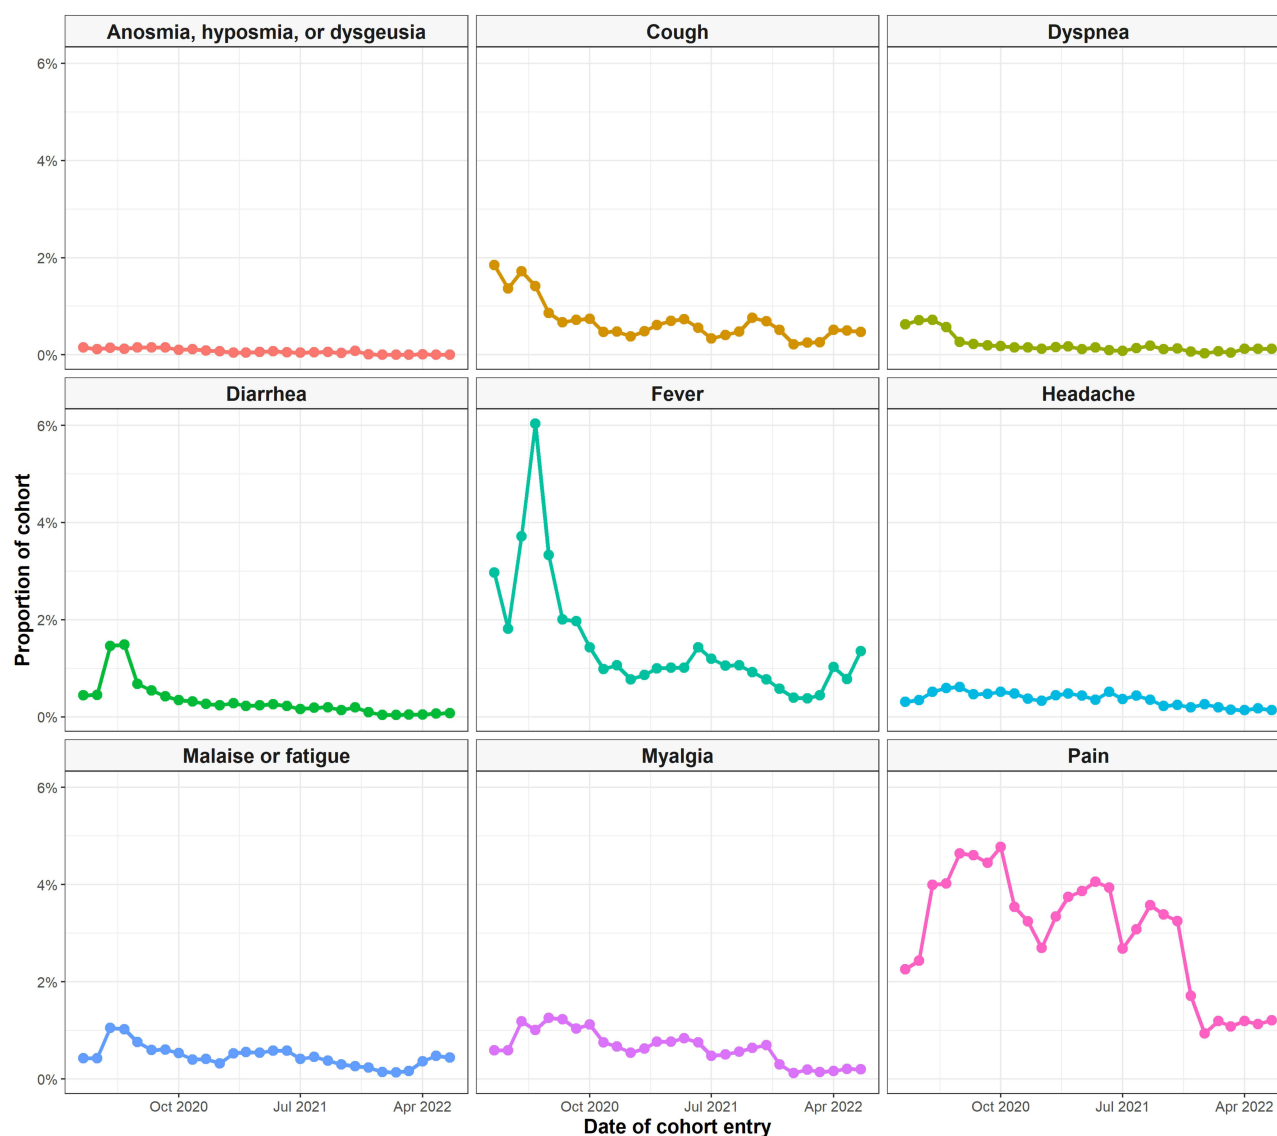 Anosmia, hyposmia, or dysgeusia
Cough
Dyspnea
6%
4%
2%
0%
Diarrhea
Fever
Headache
6%
4%
2%
0%
Malaise or fatigue
Myalgia
Pain
6%
4%
2%
0%
Proportion of cohort
Oct 2020 Jul 2021 Apr 2022
Oct 2020 Jul 2021 Apr 2022
Oct 2020 Jul 2021 Apr 2022
Date of cohort entry